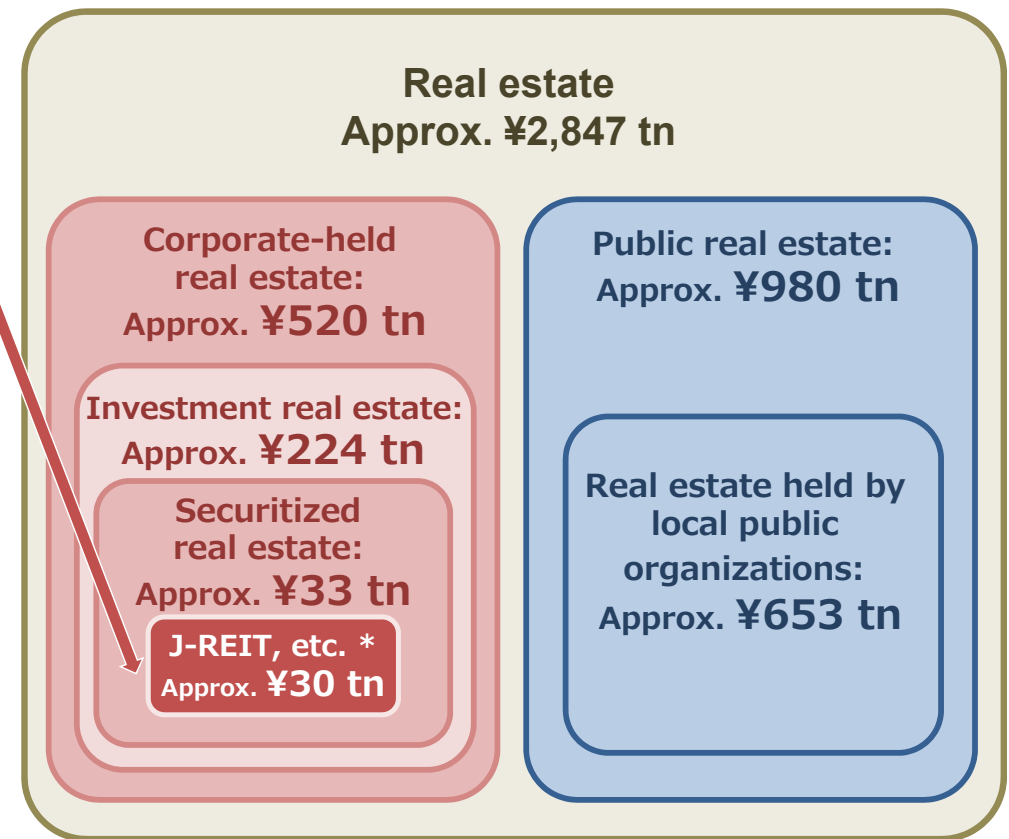 Real estate
Approx. ¥2,847 tn
Corporate-held
real estate:
Approx. ¥520 tn
Investment real estate:
Approx. ¥224 tn
Securitized
real estate:
Approx. ¥33 tn
J-REIT, etc. *
Approx. ¥30 tn
Public real estate:
Approx. ¥980 tn
Real estate held by
local public
organizations:
Approx. ¥653 tn